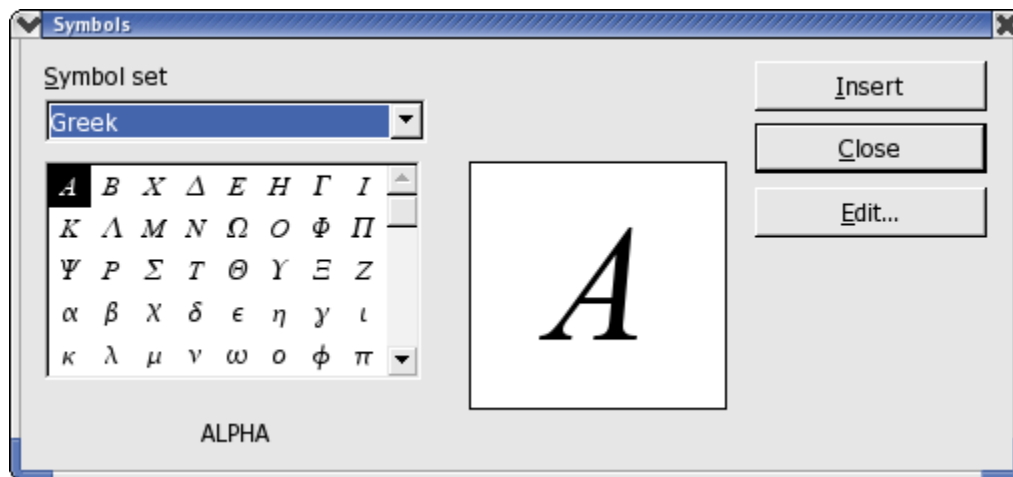 Symbols
Symbol set
Greek
Α Β Χ Δ Ε Η Γ Ι
Κ Λ Μ Ν Ω Ο Φ Π
Ψ Ρ Σ Τ Θ Υ Ξ Ζ
α β χ δ ϵ η γ ι
κ λ μ ν ω ο ϕ π
ALPHA
Α
Insert
Close
Edit...